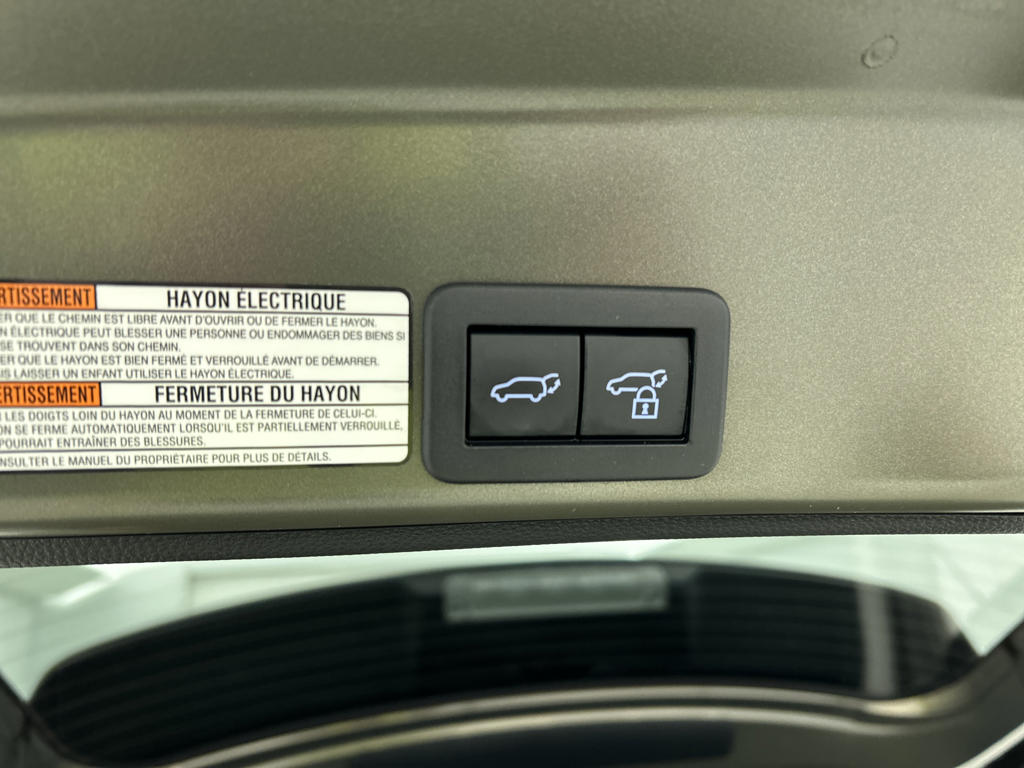 RTISSEMENT HAYON ÉLECTRIQUE
ER QUE LE CHEMIN EST LIBRE AVANT D'OUVRIR OU DE FERMER LE HAYON.
N ÉLECTRIQUE PEUT BLESSER UNE PERSONNE OU ENDOMMAGER DES BIENS SI
SE TROUVENT DANS SON CHEMIN.
ER QUE LE HAYON EST BIEN FERMÉ ET VERROUILLÉ AVANT DE DÉMARRER.
IS LAISSER UN ENFANT UTILISER LE HAYON ÉLECTRIQUE.
ERTISSEMENT FERMETURE DU HAYON
LES DOIGTS LOIN DU HAYON AU MOMENT DE LA FERMETURE DE CELUI-CI.
ON SE FERME AUTOMATIQUEMENT LORSQU'IL EST PARTIELLEMENT VERROUILLÉ,
POURRAIT ENTRAÎNER DES BLESSURES.
NSULTER LE MANUEL DU PROPRIÉTAIRE POUR PLUS DE DÉTAILS.